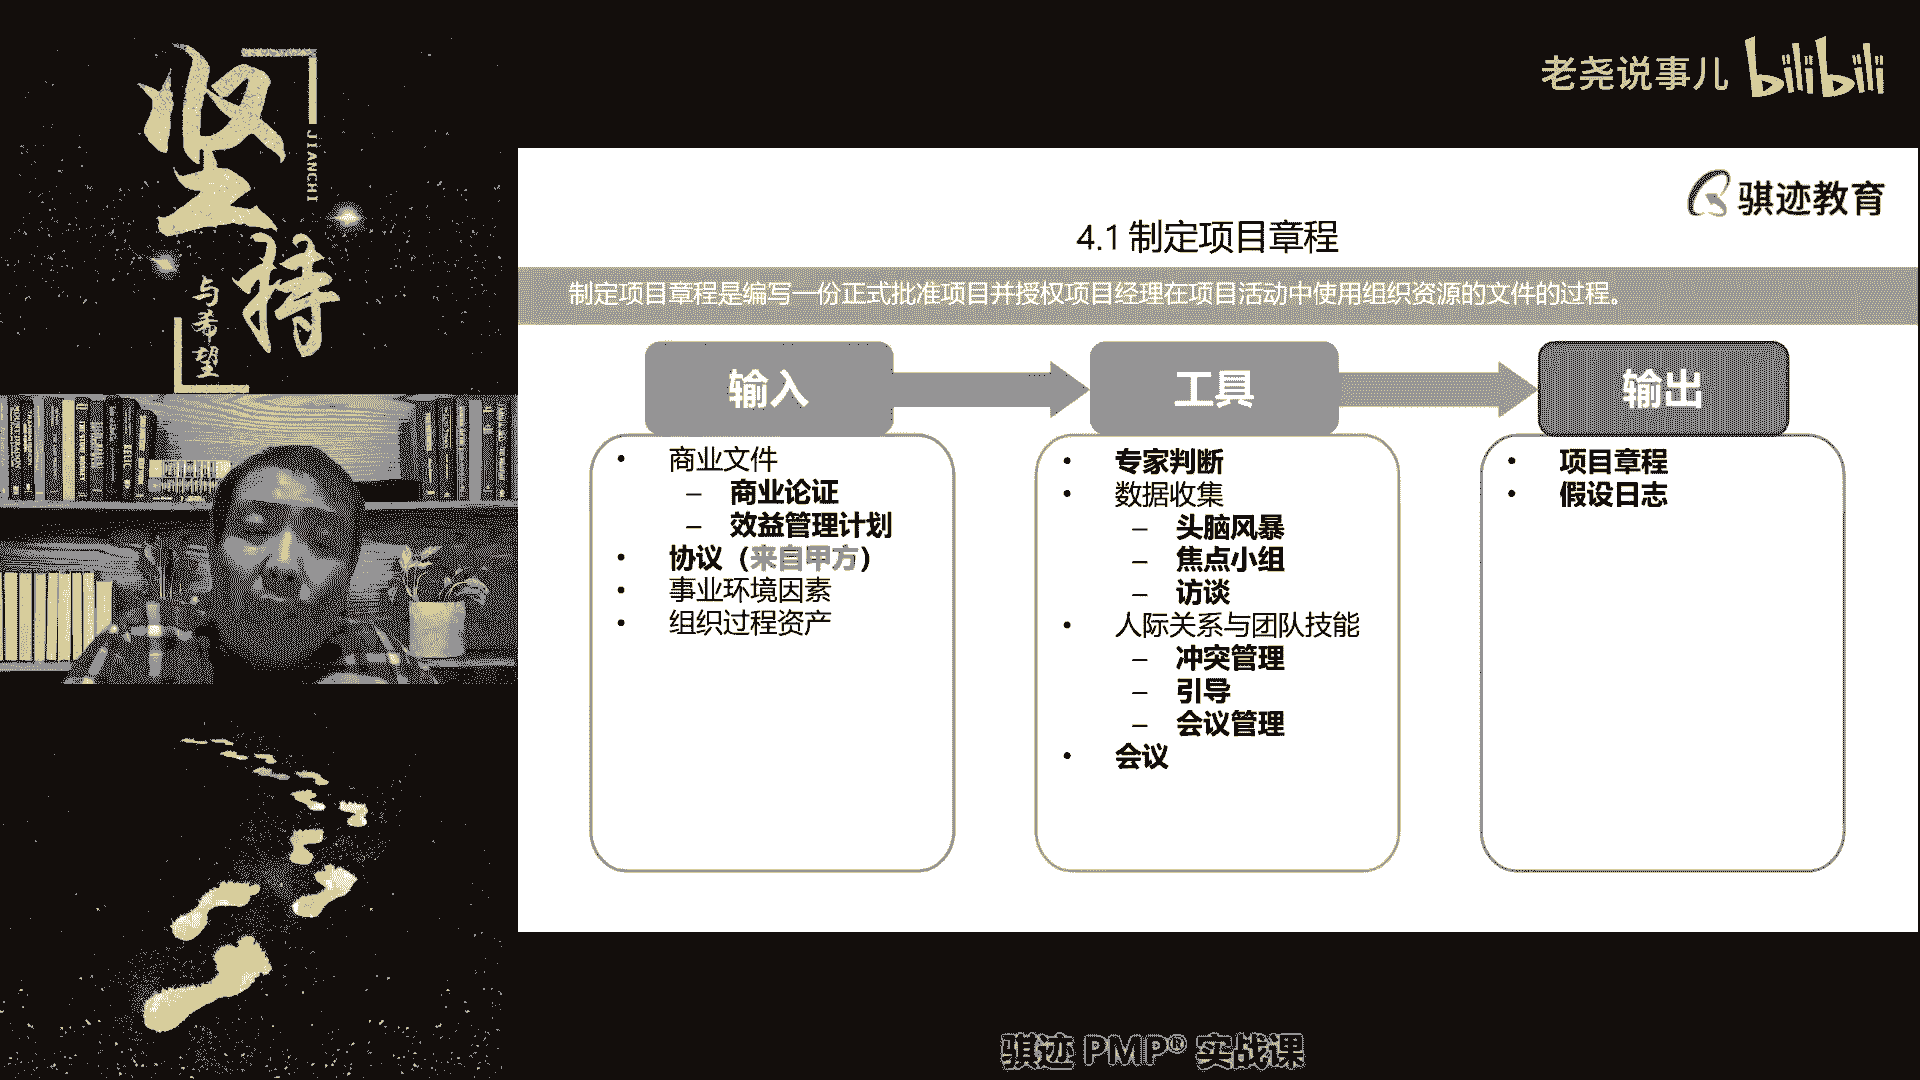 坚持
JIANCHI
与希望
老尧说事儿 bilibili
骐迹教育
4.1 制定项目章程
制定项目章程是编写一份正式批准项目并授权项目经理在项目活动中使用组织资源的文件的过程。
输入
• 商业文件
– 商业论证
– 效益管理计划
• 协议（来自甲方）
• 事业环境因素
• 组织过程资产
工具
• 专家判断
• 数据收集
– 头脑风暴
– 焦点小组
– 访谈
• 人际关系与团队技能
– 冲突管理
– 引导
– 会议管理
• 会议
输出
• 项目章程
• 假设日志
骐迹 PMP® 实战课